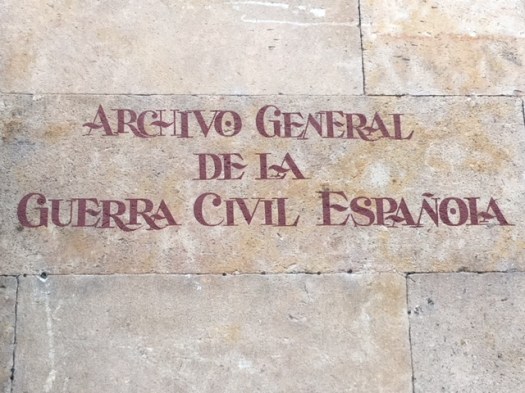 ARCHIVO GENERAL
DE LA
GUERRA CIVIL ESPAÑOLA